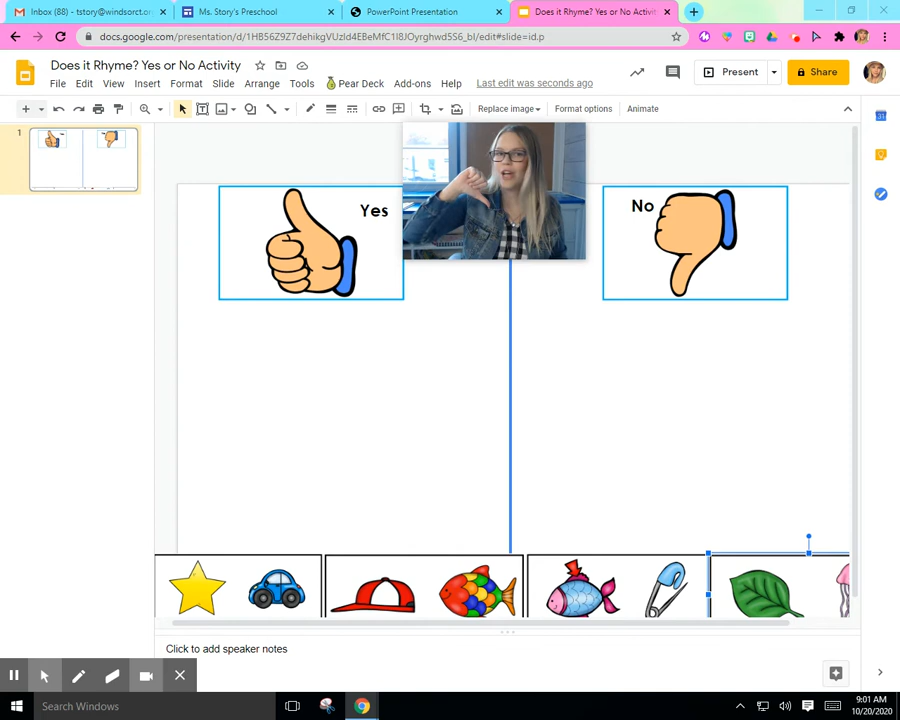 Inbox (88) - tstory@windsorct.org
Ms. Story's Preschool
PowerPoint Presentation
Does it Rhyme? Yes or No Activit
docs.google.com/presentation/d/1HB56Z9Z7dehikgVUzld4EBeMfC1I8JOyrghwd5S6_bl/edit#slide=id.p
Does it Rhyme? Yes or No Activity
File Edit View Insert Format Slide Arrange Tools Pear Deck Add-ons Help Last edit was seconds ago
Present
Share
Replace image
Format options
Animate
1
Yes
No
Click to add speaker notes
Search Windows
9:01 AM
10/20/2020